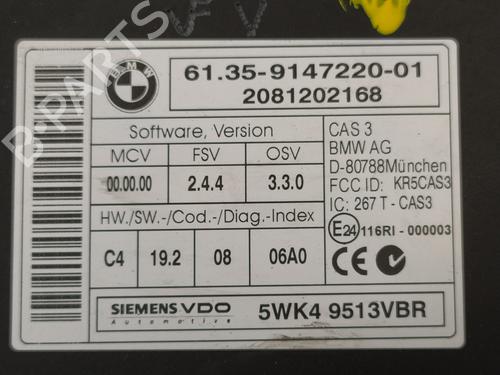 B-PARTS
BMW
61.35-9147220-01
2081202168
Software, Version
MCV FSV OSV
00.00.00 2.4.4 3.3.0
HW./SW.-/Cod.-/Diag.-Index
C4 19.2 08 06A0
CAS 3
BMW AG
D-80788München
FCC ID: KR5CAS3
IC: 267 T - CAS3
E24 116RI - 000003
CE
SIEMENS VDO
Automotive
5WK4 9513VBR